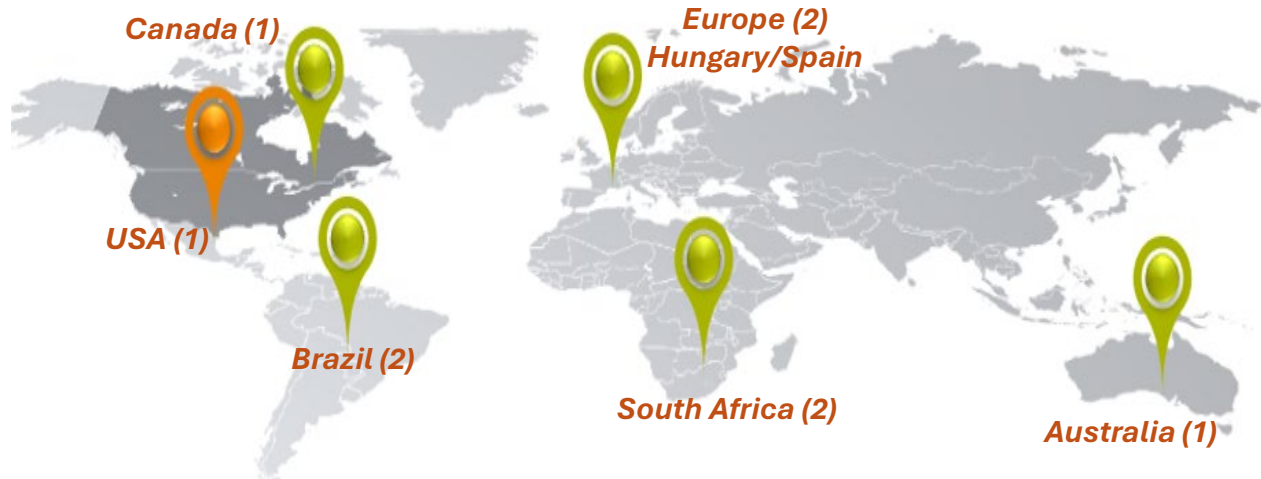 Canada (1)
Europe (2)
Hungary/Spain
USA (1)
Brazil (2)
South Africa (2)
Australia (1)